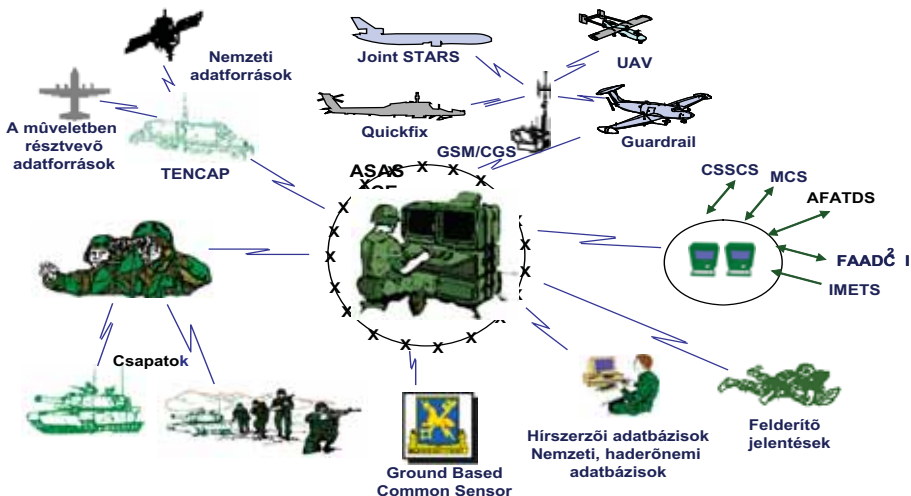 Nemzeti
adatforrások
Joint STARS
UAV
A mûveletben
résztvevõ
adatforrások
TENCAP
Quickfix
Guardrail
GSM/CGS
ASAS
CSSCS
MCS
AFATDS
FAADC2 I
IMETS
Csapatok
Ground Based
Common Sensor
Hírszerzõi adatbázisok
Nemzeti, haderõnemi
adatbázisok
Felderítõ
jelentések